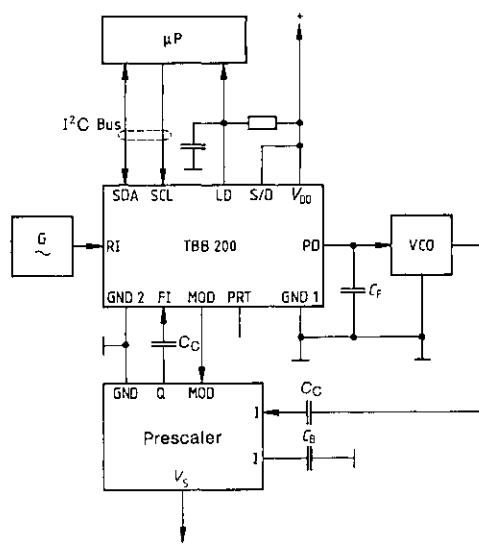 +
µP
I²C Bus
SDA SCL LD S/D V_DD
G
~
RI TBB 200 PD VCO
GND 2 FI MOD PRT GND 1 C_F
C_C
GND Q MOD C_C
I
Prescaler C_B
I
V_S